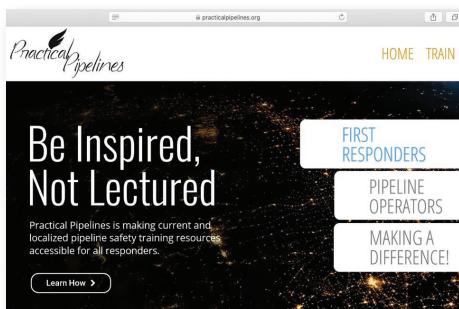 practicalpipelines.org
Practical
Pipelines
HOME TRAIN
Be Inspired,
Not Lectured
Practical Pipelines is making current and
localized pipeline safety training resources
accessible for all responders.
Learn How
FIRST
RESPONDERS
PIPELINE
OPERATORS
MAKING A
DIFFERENCE!